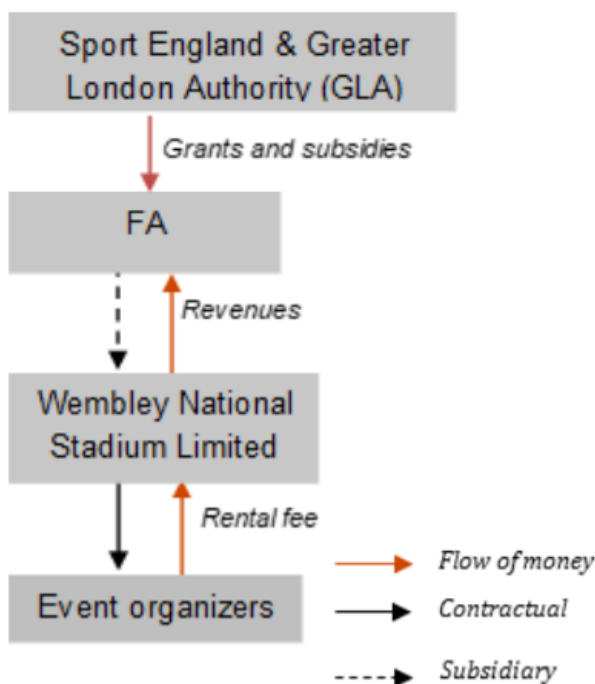 Sport England & Greater
London Authority (GLA)
Grants and subsidies
FA
Revenues
Wembley National
Stadium Limited
Rental fee
Event organizers
Flow of money
Contractual
Subsidiary